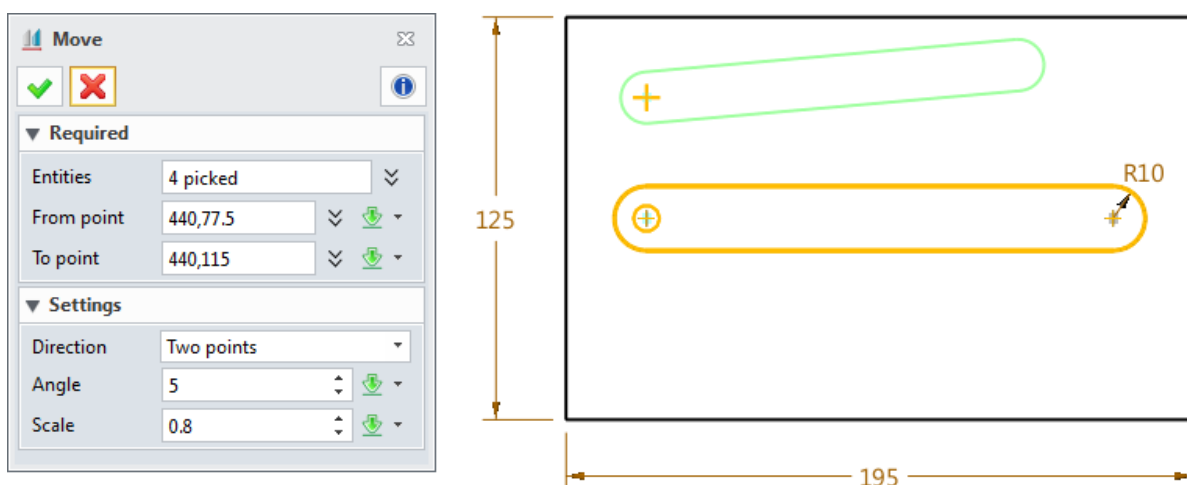 Move
Required
Entities 4 picked
From point 440,77.5
To point 440,115
Settings
Direction Two points
Angle 5
Scale 0.8
R10
125
195